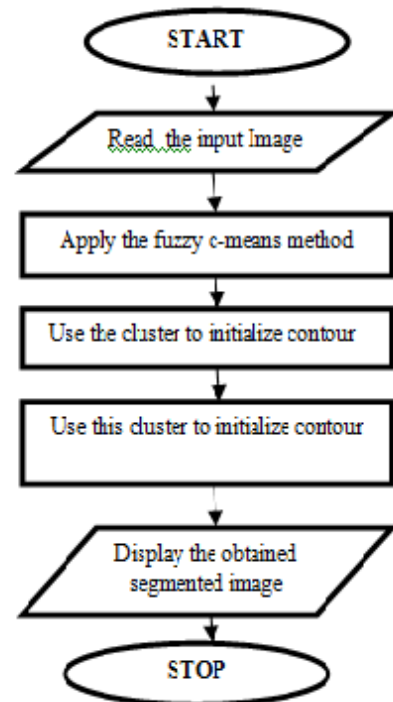 START
Read the input Image
Apply the fuzzy c-means method
Use the cluster to initialize contour
Use this cluster to initialize contour
Display the obtained
segmented image
STOP